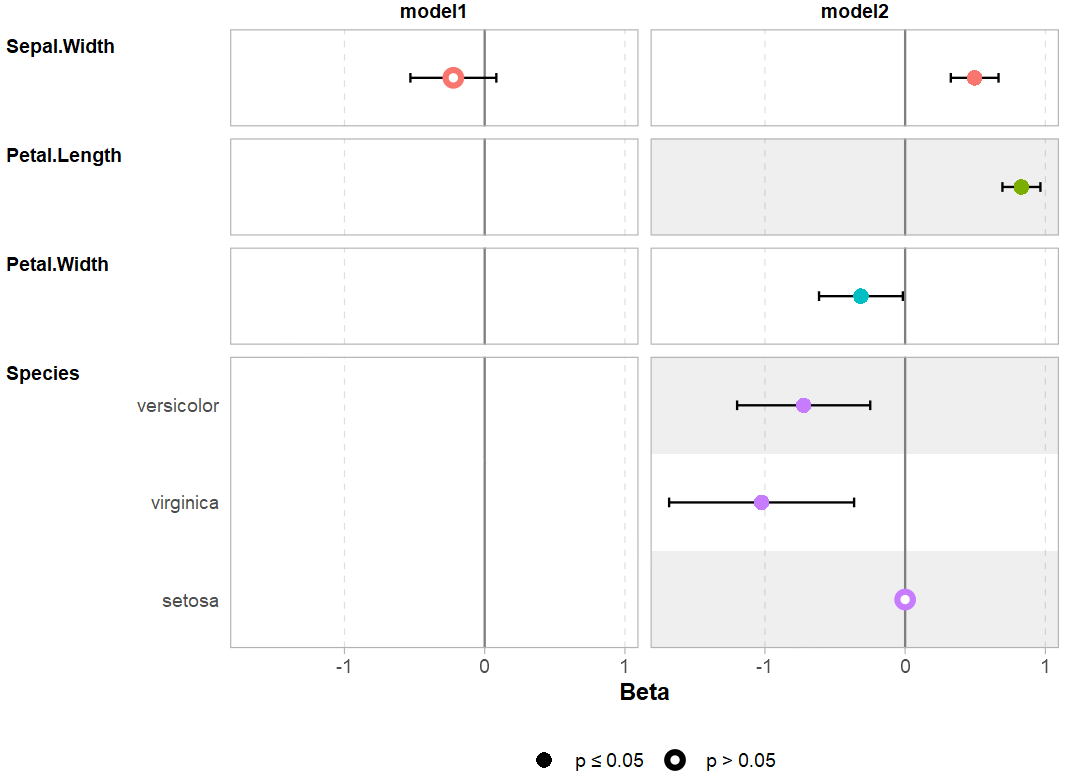 model1 model2
Sepal.Width
Petal.Length
Petal.Width
Species
versicolor
virginica
setosa
-1 0 1 -1 0 1
Beta
p ≤ 0.05 p > 0.05